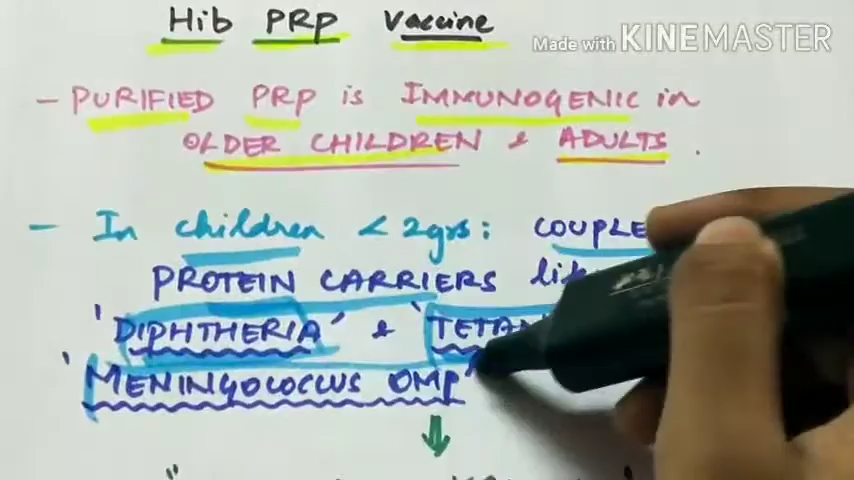 Hib PRP Vaccine
Made with KINEMASTER
- PURIFIED PRP is IMMUNOGENIC in
OLDER CHILDREN & ADULTS.
- In children < 2yrs: COUPLE
PROTEIN CARRIERS
'DIPHTHERIA' &
'MENINGOCOCCUS OMP'